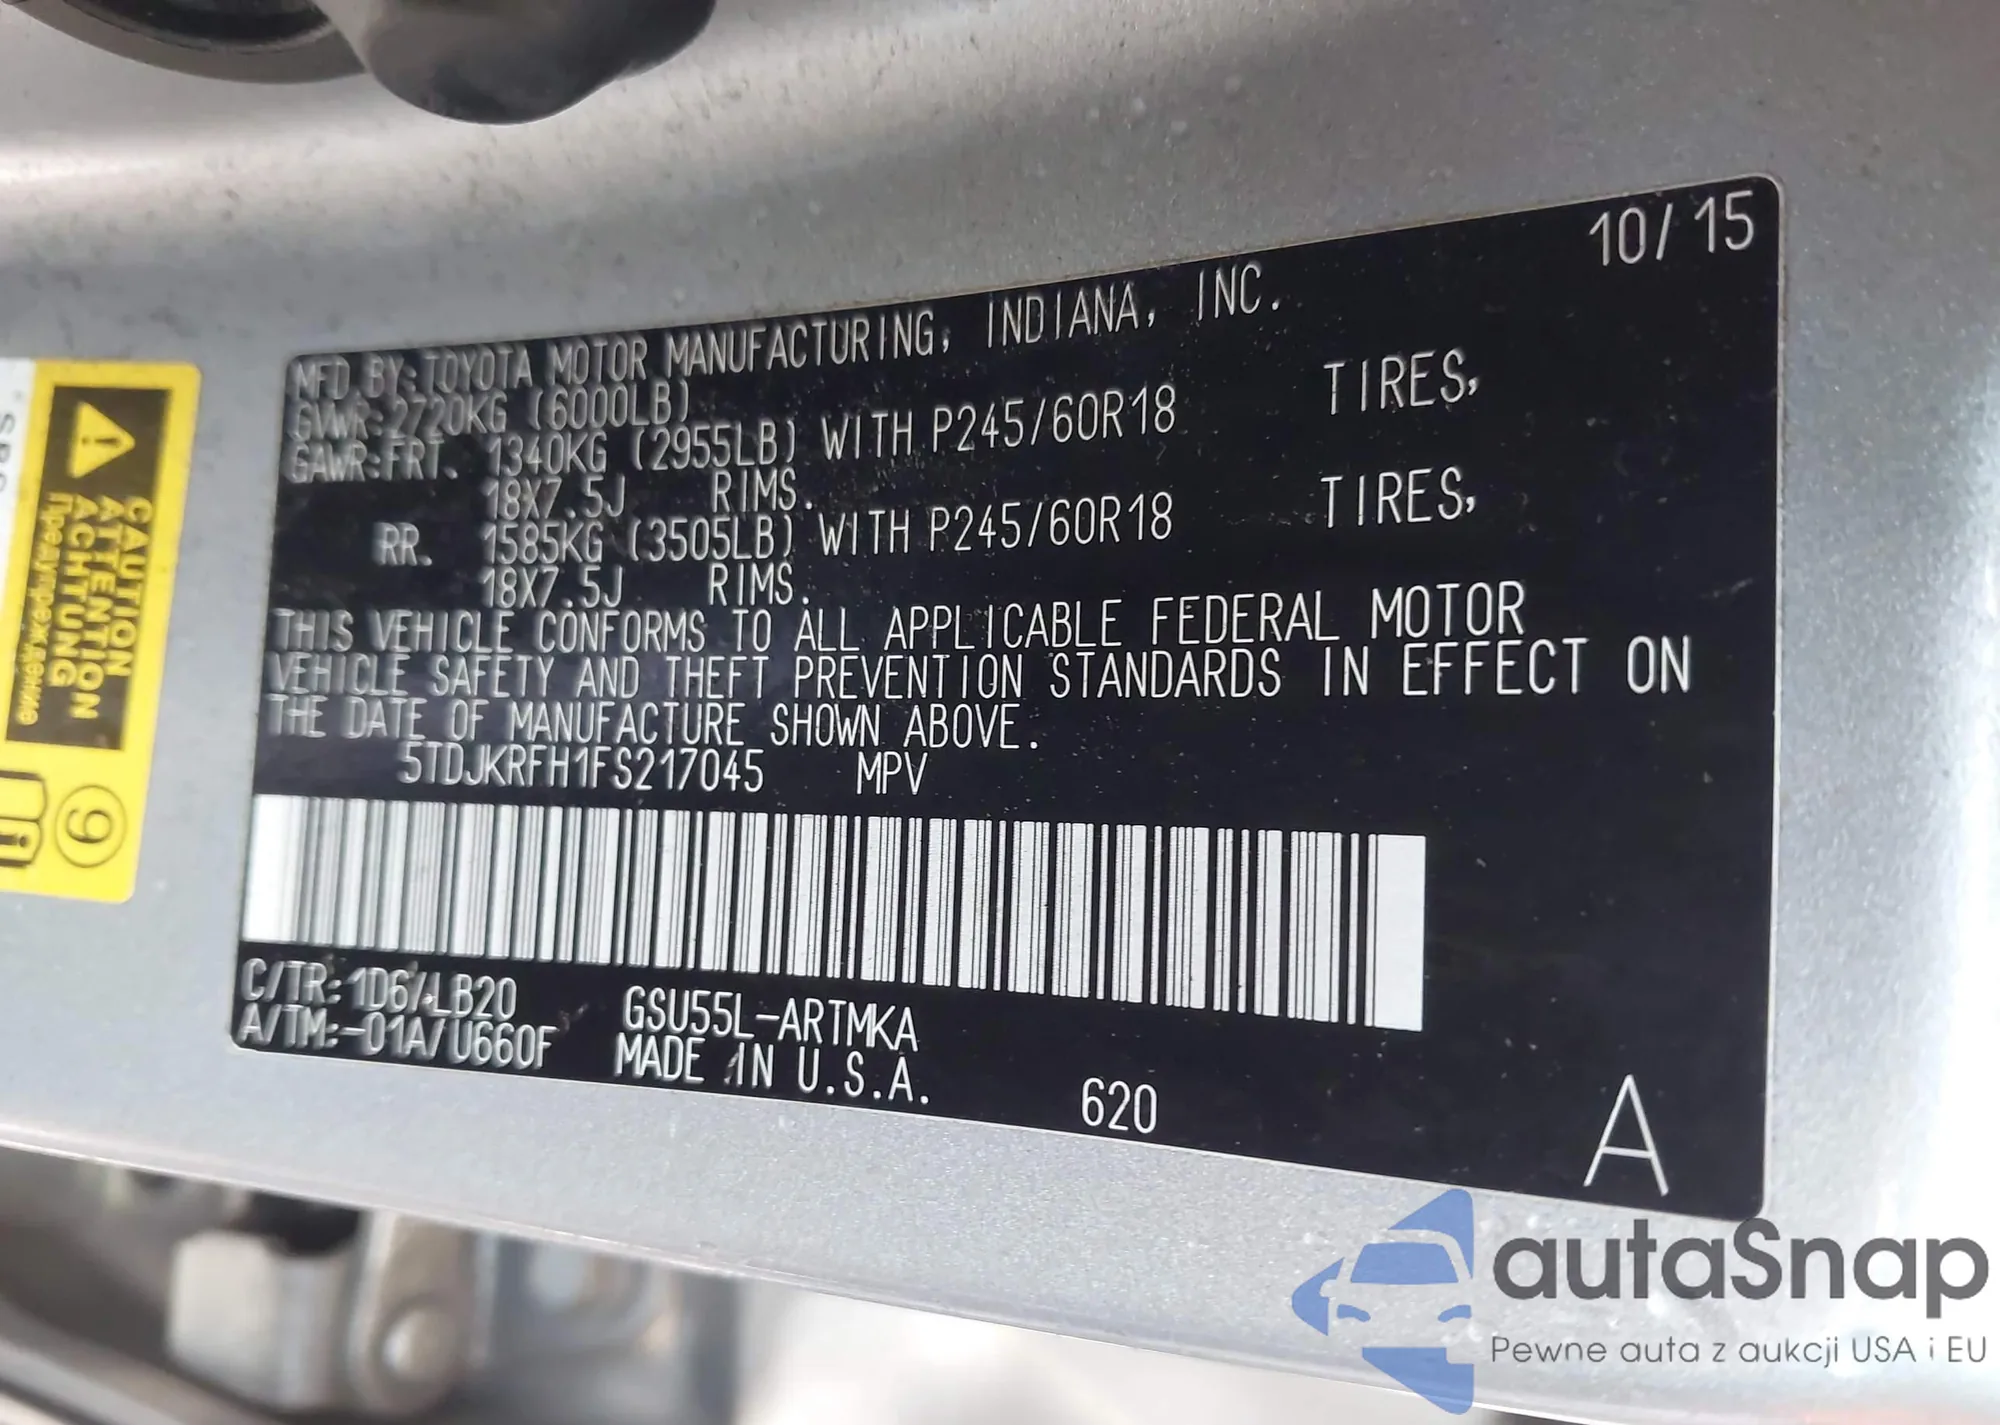 10/15
MFD BY: TOYOTA MOTOR MANUFACTURING, INDIANA, INC.
GVWR:2720KG (6000LB)
GAWR:FRT. 1340KG (2955LB) WITH P245/60R18 TIRES,
18X7.5J RIMS.
RR. 1585KG (3505LB) WITH P245/60R18 TIRES,
18X7.5J RIMS.
THIS VEHICLE CONFORMS TO ALL APPLICABLE FEDERAL MOTOR
VEHICLE SAFETY AND THEFT PREVENTION STANDARDS IN EFFECT ON
THE DATE OF MANUFACTURE SHOWN ABOVE.
5TDJKRFH1FS217045 MPV
C/TR:1D6/LB20 GSU55L-ARTMKA
A/TM:-01A/U660F MADE IN U.S.A.
620
A
CAUTION
ATTENTION
ACHTUNG
Предупреждение
9
autaSnap
Pewne auta z aukcji USA i EU